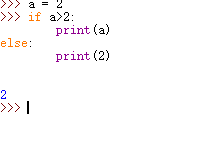 >>> a = 2
>>> if a>2:
        print(a)
else:
        print(2)
2
>>>